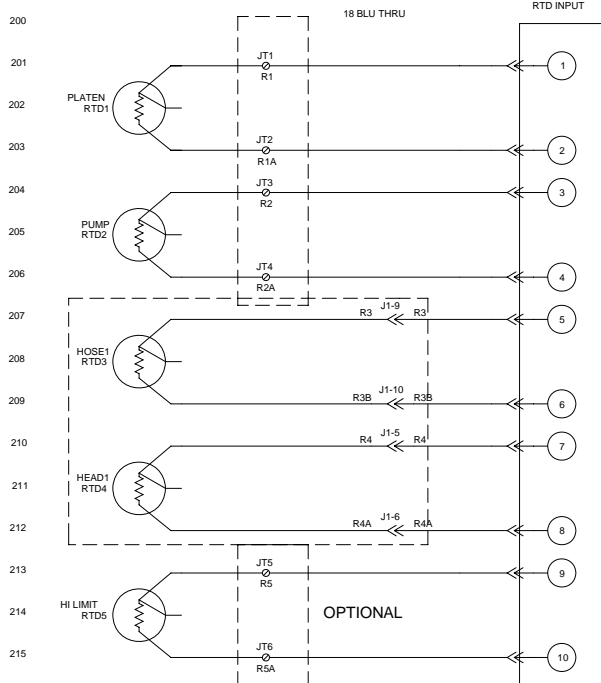 RTD INPUT
200
18 BLU THRU
201
JT1
R1
1
PLATEN
RTD1
202
203
JT2
R1A
2
204
JT3
R2
3
PUMP
RTD2
205
206
JT4
R2A
4
207
R3 J1-9 R3
5
HOSE1
RTD3
208
209
R3B J1-10 R3B
6
210
R4 J1-5 R4
7
HEAD1
RTD4
211
212
R4A J1-6 R4A
8
213
JT5
R5
9
HI LIMIT
RTD5
214
OPTIONAL
215
JT6
R5A
10